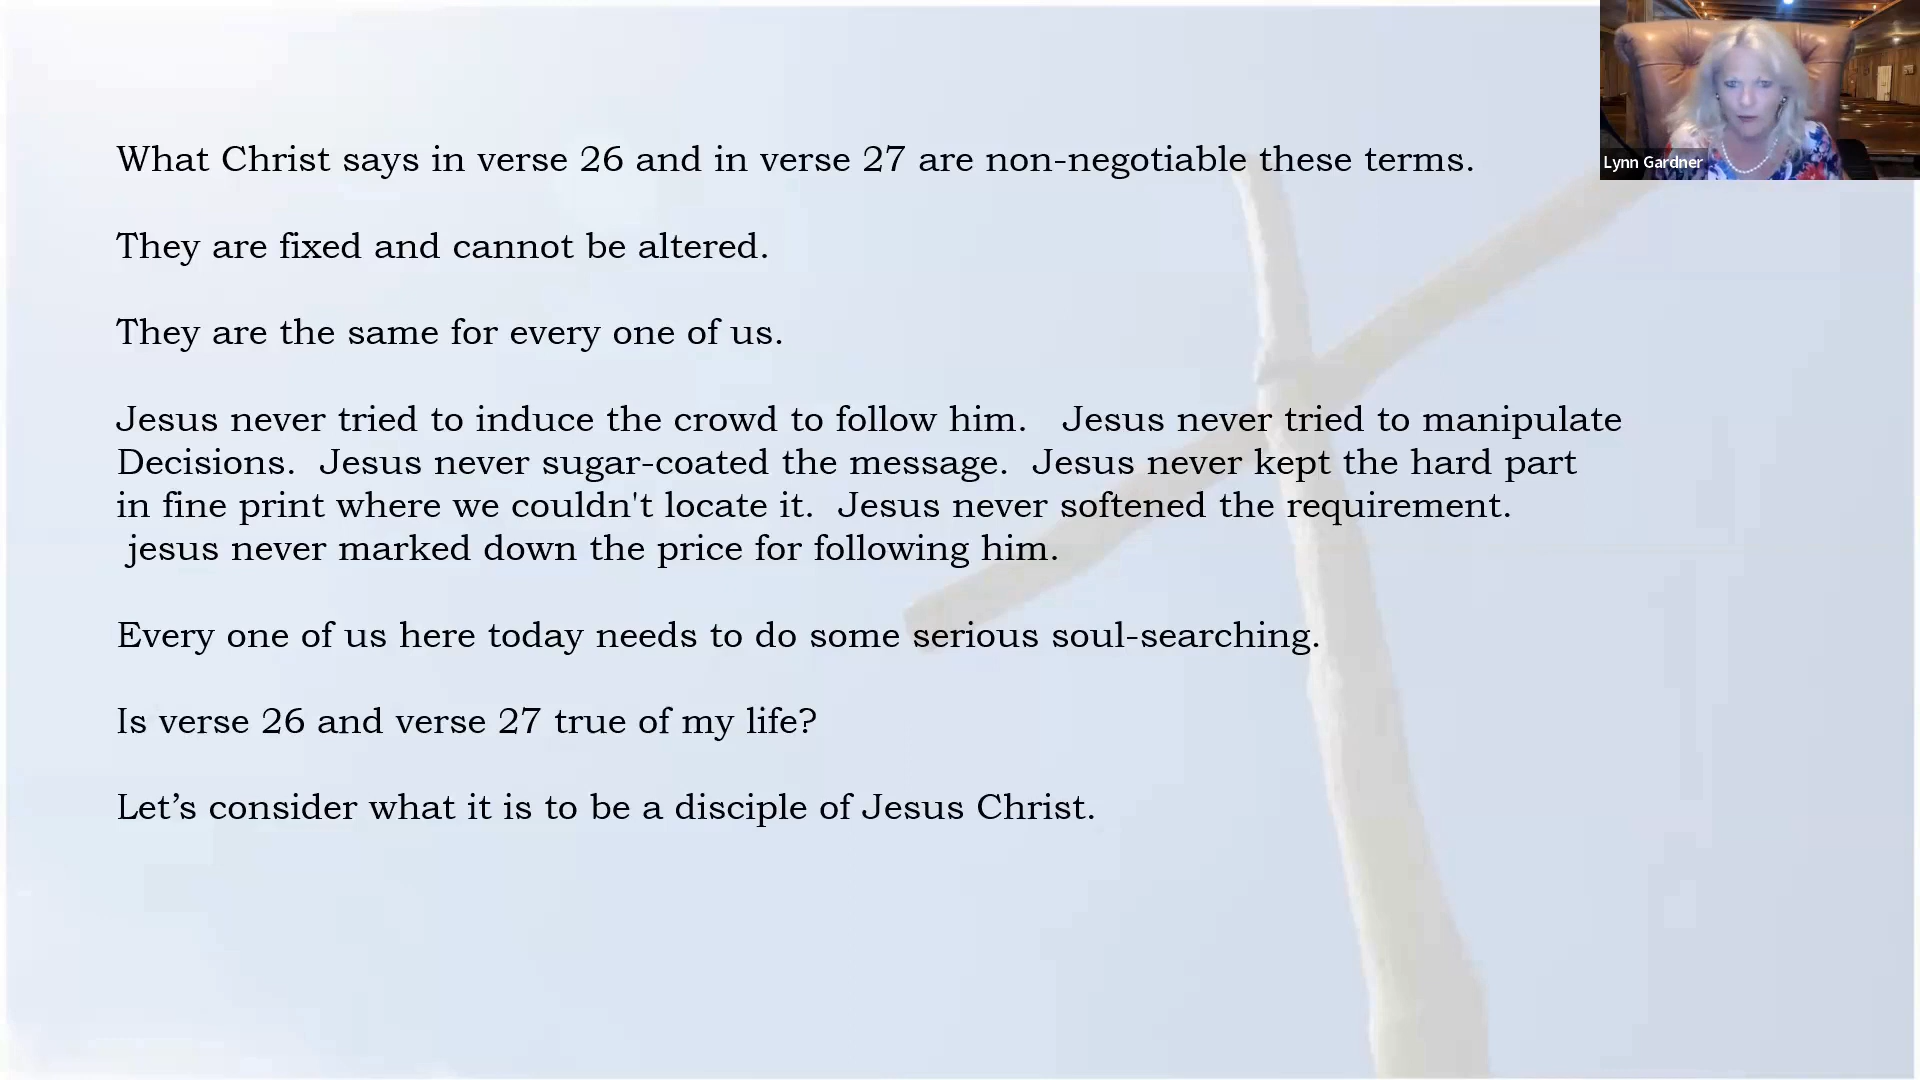 What Christ says in verse 26 and in verse 27 are non-negotiable these terms.
Lynn Gardner
They are fixed and cannot be altered.
They are the same for every one of us.
Jesus never tried to induce the crowd to follow him.   Jesus never tried to manipulate
Decisions.  Jesus never sugar-coated the message.  Jesus never kept the hard part
in fine print where we couldn't locate it.  Jesus never softened the requirement.
jesus never marked down the price for following him.
Every one of us here today needs to do some serious soul-searching.
Is verse 26 and verse 27 true of my life?
Let’s consider what it is to be a disciple of Jesus Christ.